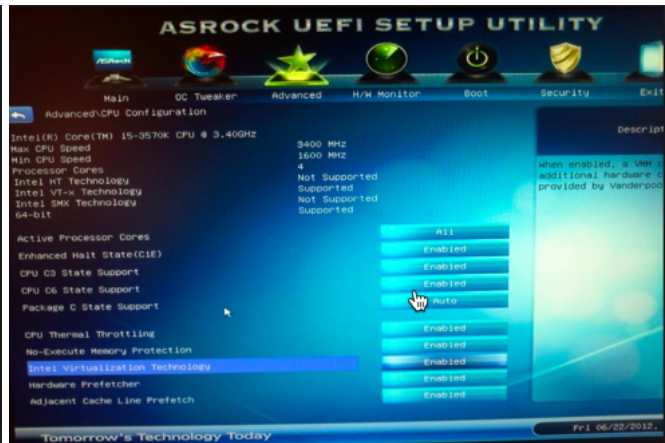 ASROCK UEFI SETUP UTILITY
ASRock
Main OC Tweaker Advanced H/W Monitor Boot Security Exit
Advanced\CPU Configuration
Descript
Intel(R) Core(TM) i5-3570K CPU @ 3.40GHz
Max CPU Speed 3400 MHz
Min CPU Speed 1600 MHz
Processor Cores 4
Intel HT Technology Not Supported
Intel VT-x Technology Supported
Intel SMX Technology Not Supported
64-bit Supported
When enabled, a VMM c
additional hardware c
provided by Vanderpoo
Active Processor Cores All
Enhanced Halt State(C1E) Enabled
CPU C3 State Support Enabled
CPU C6 State Support Enabled
Package C State Support Auto
CPU Thermal Throttling Enabled
No-Execute Memory Protection Enabled
Intel Virtualization Technology Enabled
Hardware Prefetcher Enabled
Adjacent Cache Line Prefetch Enabled
Tomorrow's Technology Today
Fri 06/22/2012,